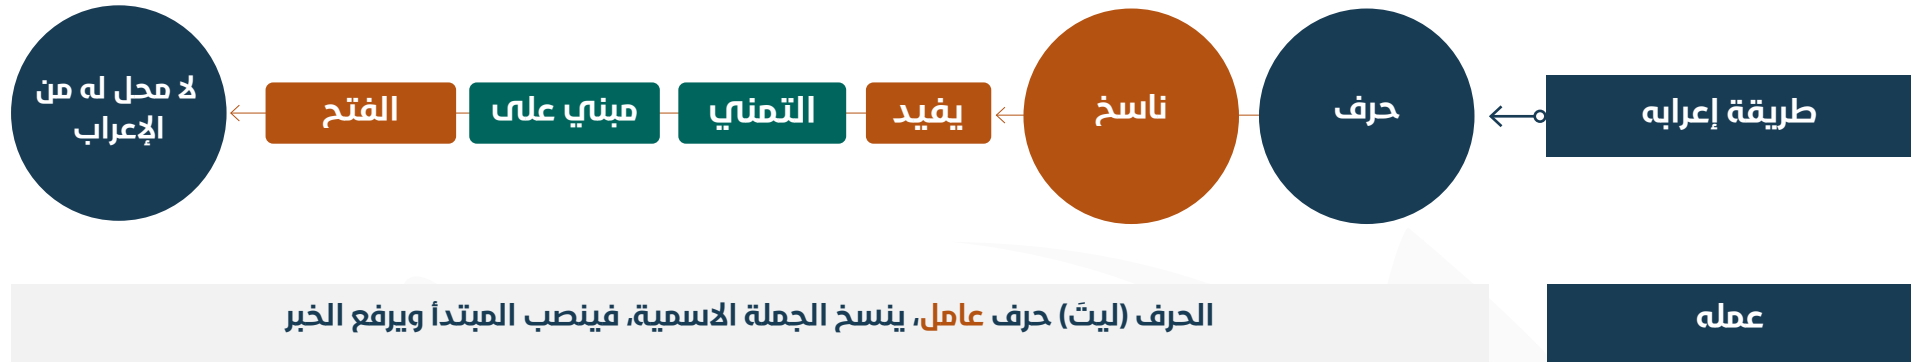 طريقة إعرابه
حرف
ناسخ
يفيد
التمني
مبني على
الفتح
لا محل له من
الإعراب
عمله
الحرف (ليتَ) حرف عامل، ينسخ الجملة الاسمية، فينصب المبتدأ ويرفع الخبر